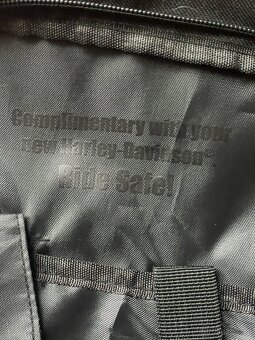 Complimentary with your
new Harley-Davidson®.
Ride Safe!